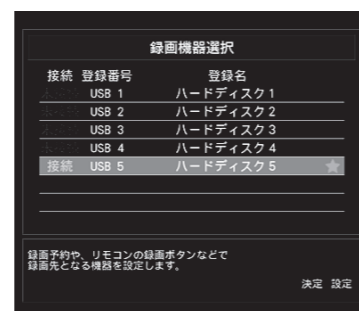 録画機器選択
接続 登録番号 登録名
USB 1 ハードディスク1
USB 2 ハードディスク2
USB 3 ハードディスク3
USB 4 ハードディスク4
接続 USB 5 ハードディスク5 ★
録画予約や、リモコンの録画ボタンなどで
録画先となる機器を設定します。
決定 設定